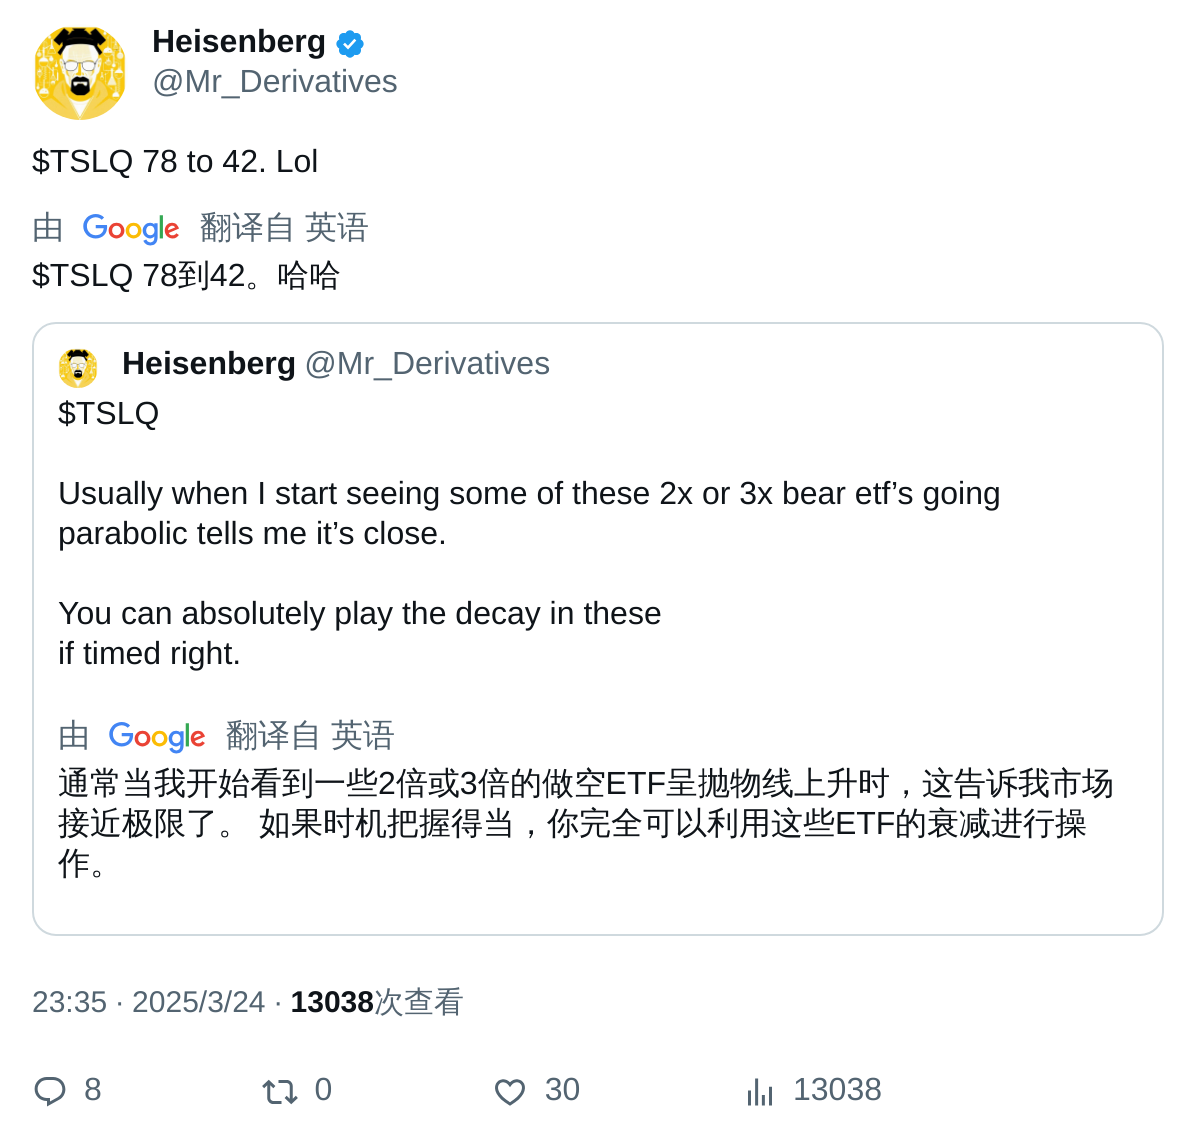 Heisenberg
@Mr_Derivatives
$TSLQ 78 to 42. Lol
由 Google 翻译自 英语
$TSLQ 78到42。哈哈
Heisenberg @Mr_Derivatives
$TSLQ
Usually when I start seeing some of these 2x or 3x bear etf’s going
parabolic tells me it’s close.
You can absolutely play the decay in these
if timed right.
由 Google 翻译自 英语
通常当我开始看到一些2倍或3倍的做空ETF呈抛物线上升时，这告诉我市场
接近极限了。 如果时机把握得当，你完全可以利用这些ETF的衰减进行操
作。
23:35 · 2025/3/24 · 13038次查看
8 0 30 13038